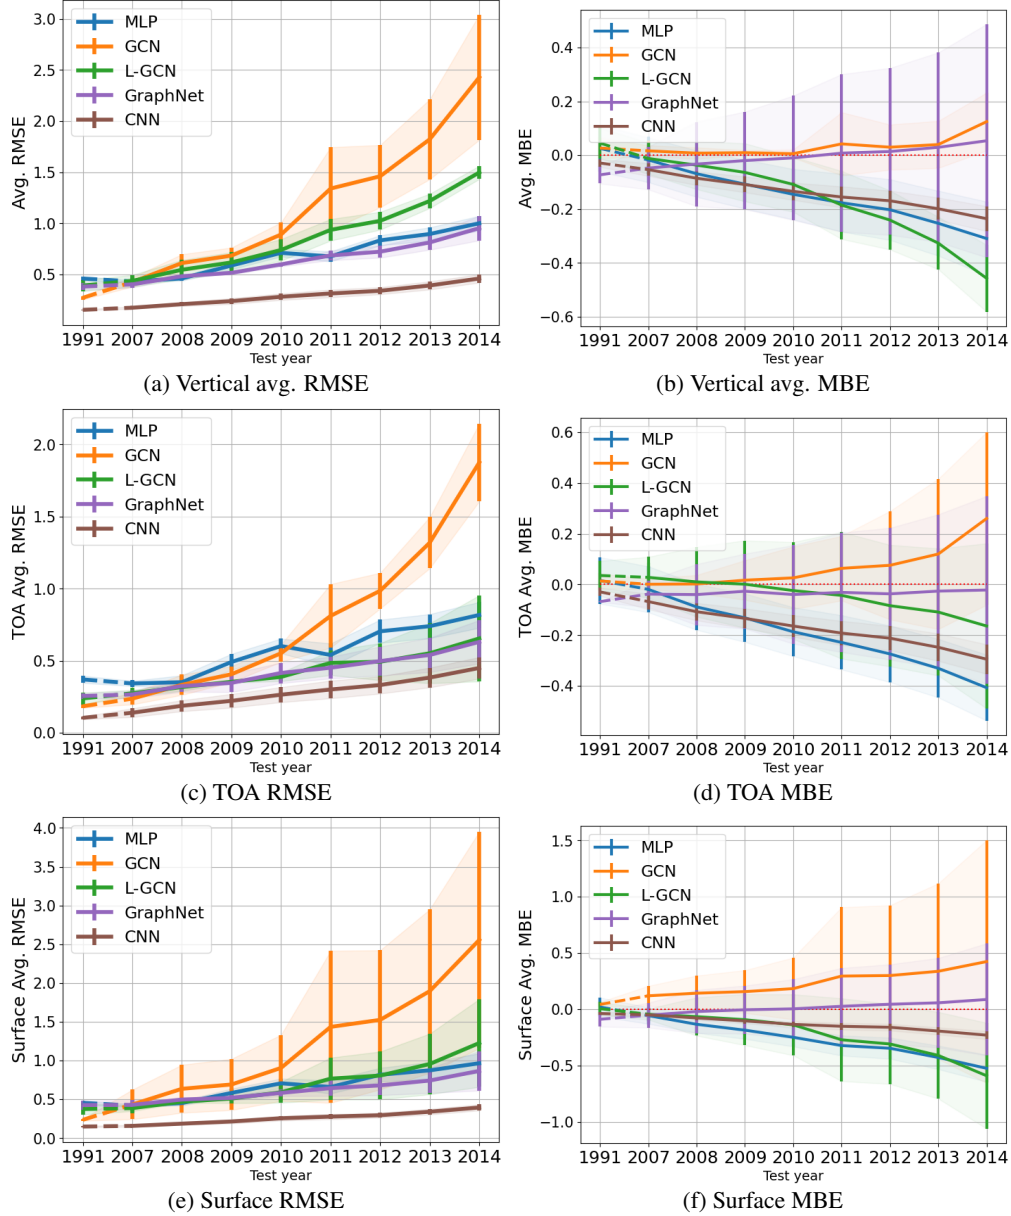 MLP
GCN
L-GCN
GraphNet
CNN
3.0
2.5
2.0
1.5
1.0
0.5
Avg. RMSE
1991 2007 2008 2009 2010 2011 2012 2013 2014
Test year
(a) Vertical avg. RMSE
MLP
GCN
L-GCN
GraphNet
CNN
0.4
0.2
0.0
−0.2
−0.4
−0.6
Avg. MBE
1991 2007 2008 2009 2010 2011 2012 2013 2014
Test year
(b) Vertical avg. MBE
MLP
GCN
L-GCN
GraphNet
CNN
2.0
1.5
1.0
0.5
0.0
TOA Avg. RMSE
1991 2007 2008 2009 2010 2011 2012 2013 2014
Test year
(c) TOA RMSE
MLP
GCN
L-GCN
GraphNet
CNN
0.6
0.4
0.2
0.0
−0.2
−0.4
TOA Avg. MBE
1991 2007 2008 2009 2010 2011 2012 2013 2014
Test year
(d) TOA MBE
MLP
GCN
L-GCN
GraphNet
CNN
4.0
3.5
3.0
2.5
2.0
1.5
1.0
0.5
0.0
Surface Avg. RMSE
1991 2007 2008 2009 2010 2011 2012 2013 2014
Test year
(e) Surface RMSE
MLP
GCN
L-GCN
GraphNet
CNN
1.5
1.0
0.5
0.0
−0.5
−1.0
Surface Avg. MBE
1991 2007 2008 2009 2010 2011 2012 2013 2014
Test year
(f) Surface MBE